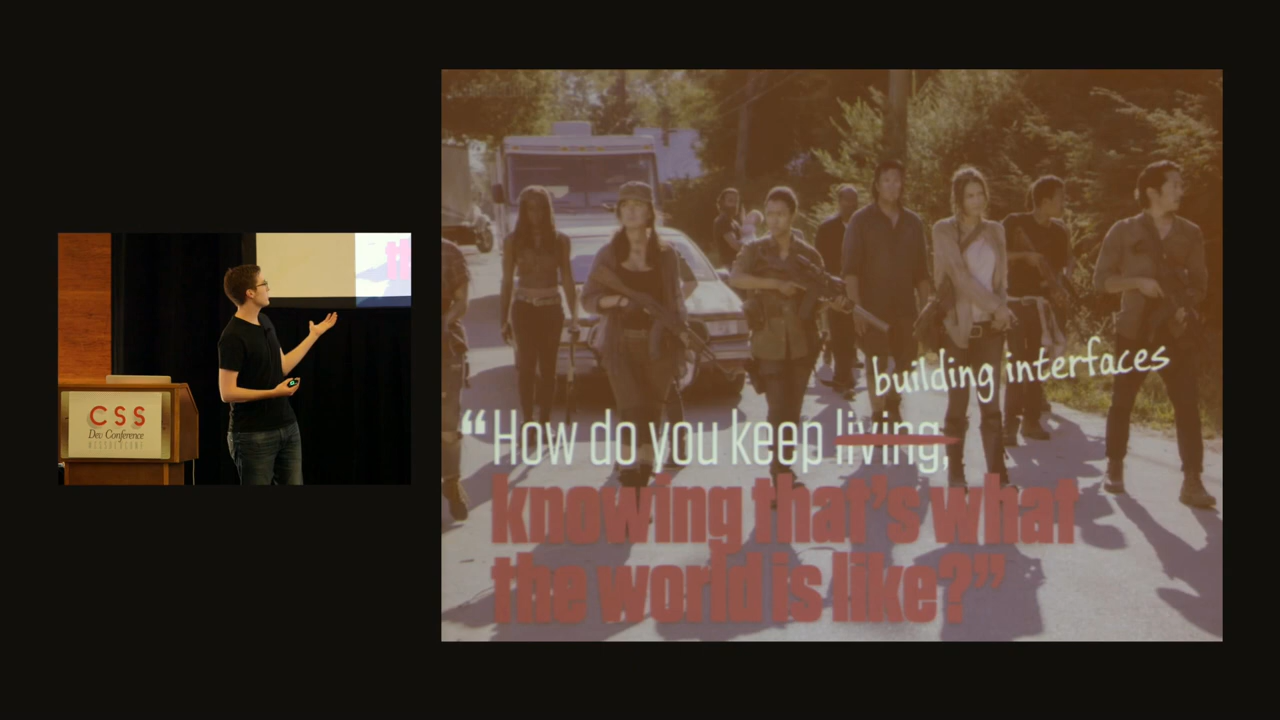 CSS
Dev Conference
building interfaces
“How do you keep living,
knowing that’s what
the world is like?”